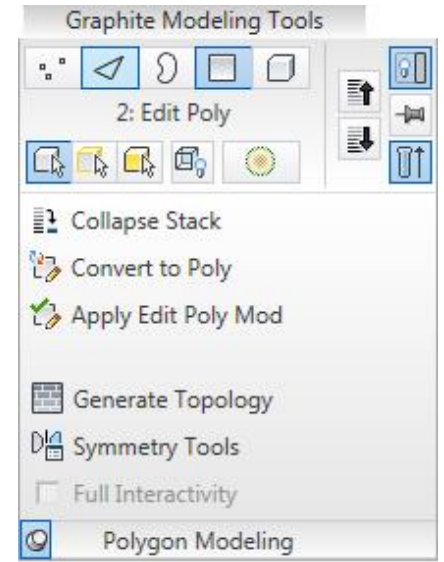 Graphite Modeling Tools
2: Edit Poly
Collapse Stack
Convert to Poly
Apply Edit Poly Mod
Generate Topology
Symmetry Tools
Full Interactivity
Polygon Modeling